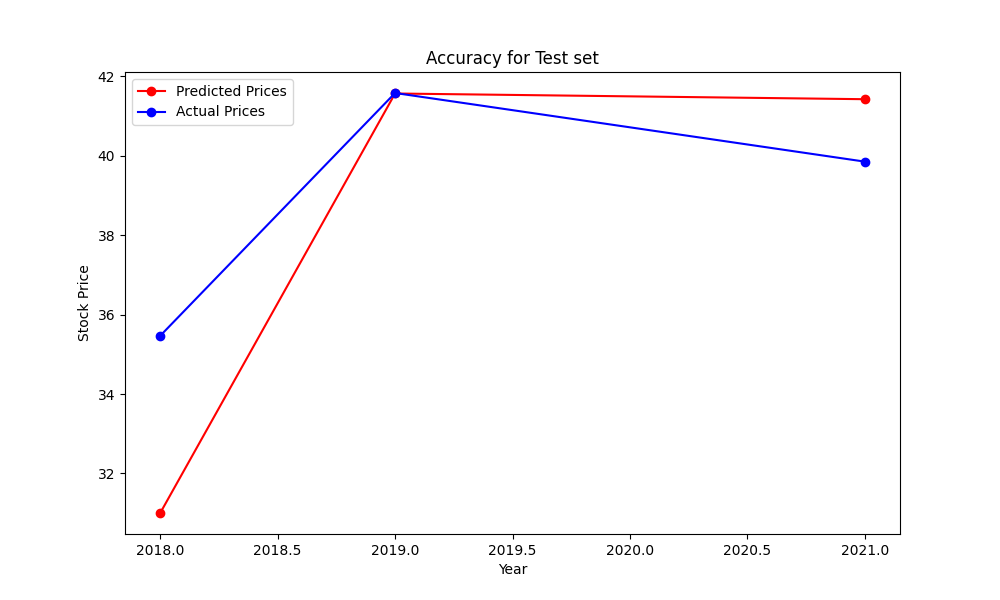 Accuracy for Test set
Predicted Prices
Actual Prices
42
40
38
36
34
32
Stock Price
2018.0
2018.5
2019.0
2019.5
2020.0
2020.5
2021.0
Year